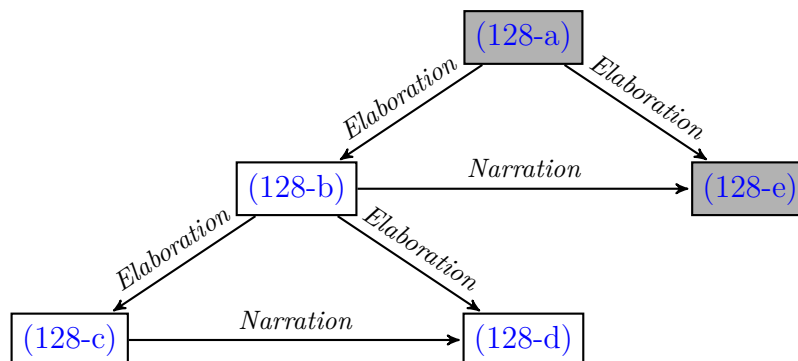 (128-a)
Elaboration
Elaboration
(128-b)
Narration
(128-e)
Elaboration
Elaboration
(128-c)
Narration
(128-d)